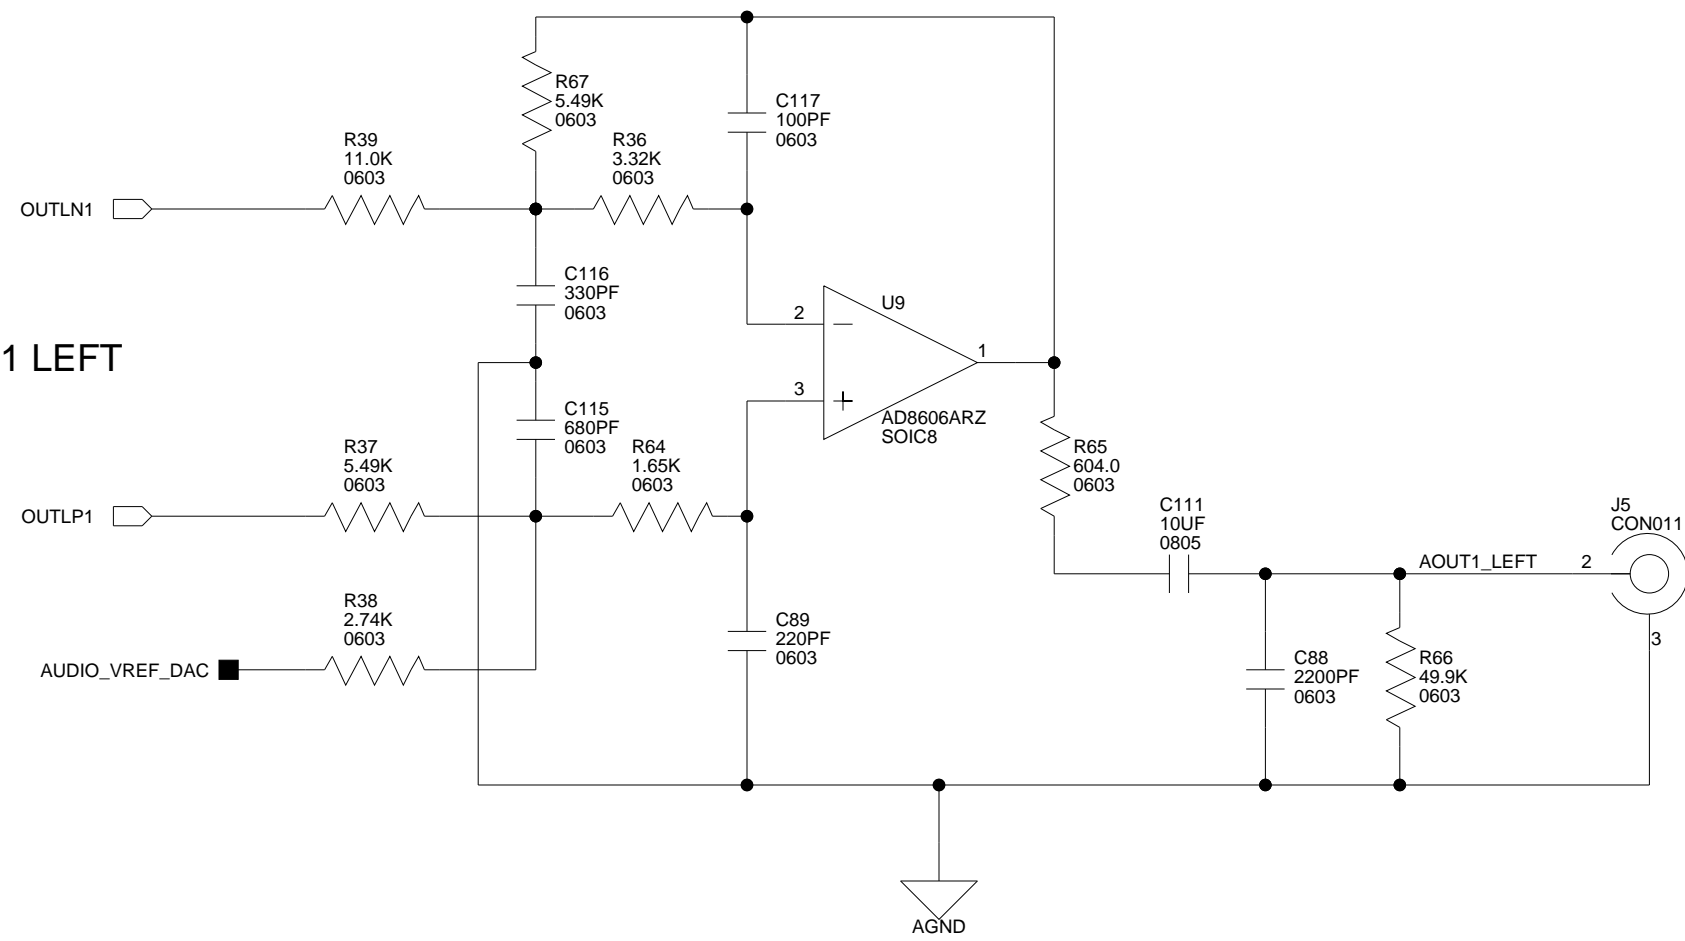 R67
5.49K
0603
C117
100PF
0603
R39
11.0K
0603
R36
3.32K
0603
OUTLN1
C116
330PF
0603
U9
2
1 LEFT
1
3
C115
680PF
0603
AD8606ARZ
SOIC8
R37
5.49K
0603
R64
1.65K
0603
R65
604.0
0603
OUTLP1
C111
10UF
0805
J5
CON011
AOUT1_LEFT
2
R38
2.74K
0603
C89
220PF
0603
3
AUDIO_VREF_DAC
C88
2200PF
0603
R66
49.9K
0603
AGND